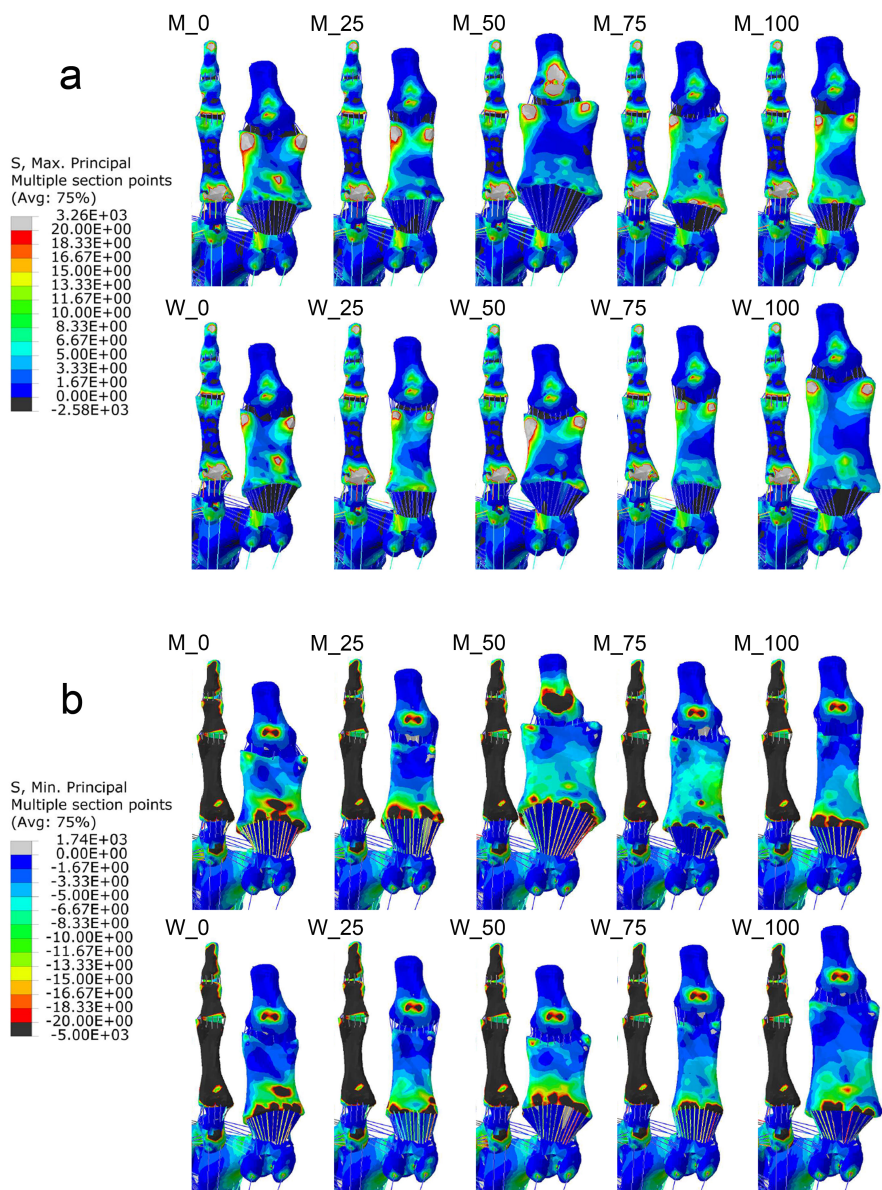 M_0 M_25 M_50 M_75 M_100
a
S, Max. Principal
Multiple section points
(Avg: 75%)
3.26E+03
20.00E+00
18.33E+00
16.67E+00
15.00E+00
13.33E+00
11.67E+00
10.00E+00
8.33E+00
6.67E+00
5.00E+00
3.33E+00
1.67E+00
0.00E+00
-2.58E+03
W_0 W_25 W_50 W_75 W_100
M_0 M_25 M_50 M_75 M_100
b
S, Min. Principal
Multiple section points
(Avg: 75%)
1.74E+03
0.00E+00
-1.67E+00
-3.33E+00
-5.00E+00
-6.67E+00
-8.33E+00
-10.00E+00
-11.67E+00
-13.33E+00
-15.00E+00
-16.67E+00
-18.33E+00
-20.00E+00
-5.00E+03
W_0 W_25 W_50 W_75 W_100